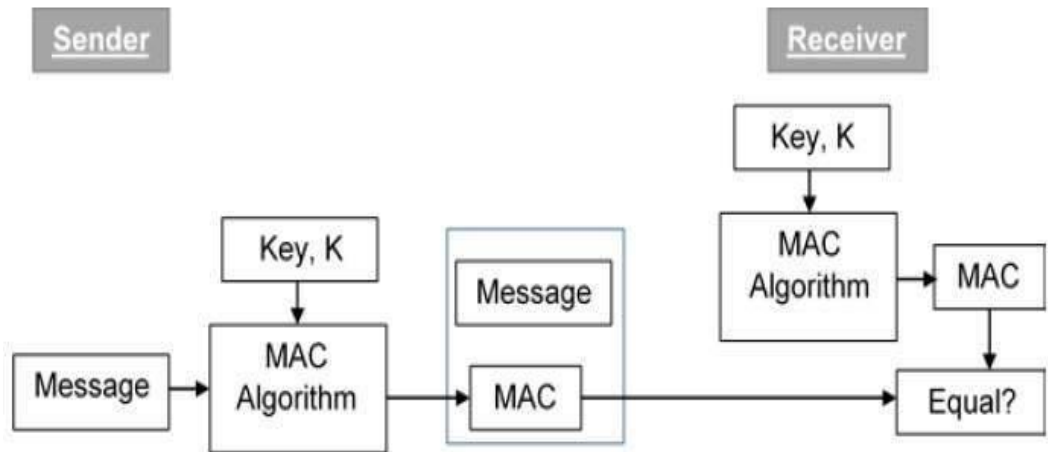 Sender
Receiver
Key, K
MAC
Algorithm
MAC
Key, K
Message
MAC
Algorithm
Message
MAC
Equal?